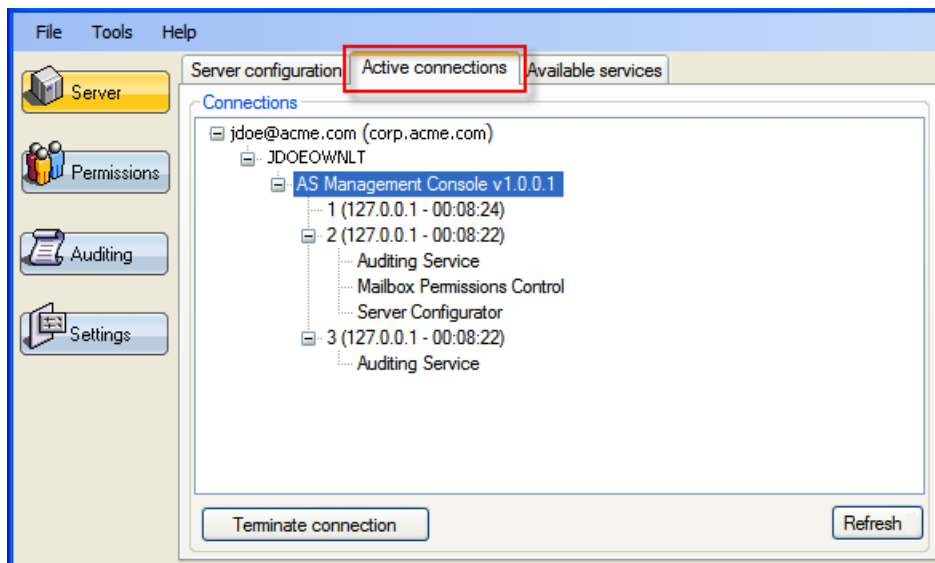 File Tools Help
Server configuration Active connections Available services
Server
Permissions
Auditing
Settings
Connections
jdoe@acme.com (corp.acme.com)
JDOEOWNLT
AS Management Console v1.0.0.1
1 (127.0.0.1 - 00:08:24)
2 (127.0.0.1 - 00:08:22)
Auditing Service
Mailbox Permissions Control
Server Configurator
3 (127.0.0.1 - 00:08:22)
Auditing Service
Terminate connection Refresh